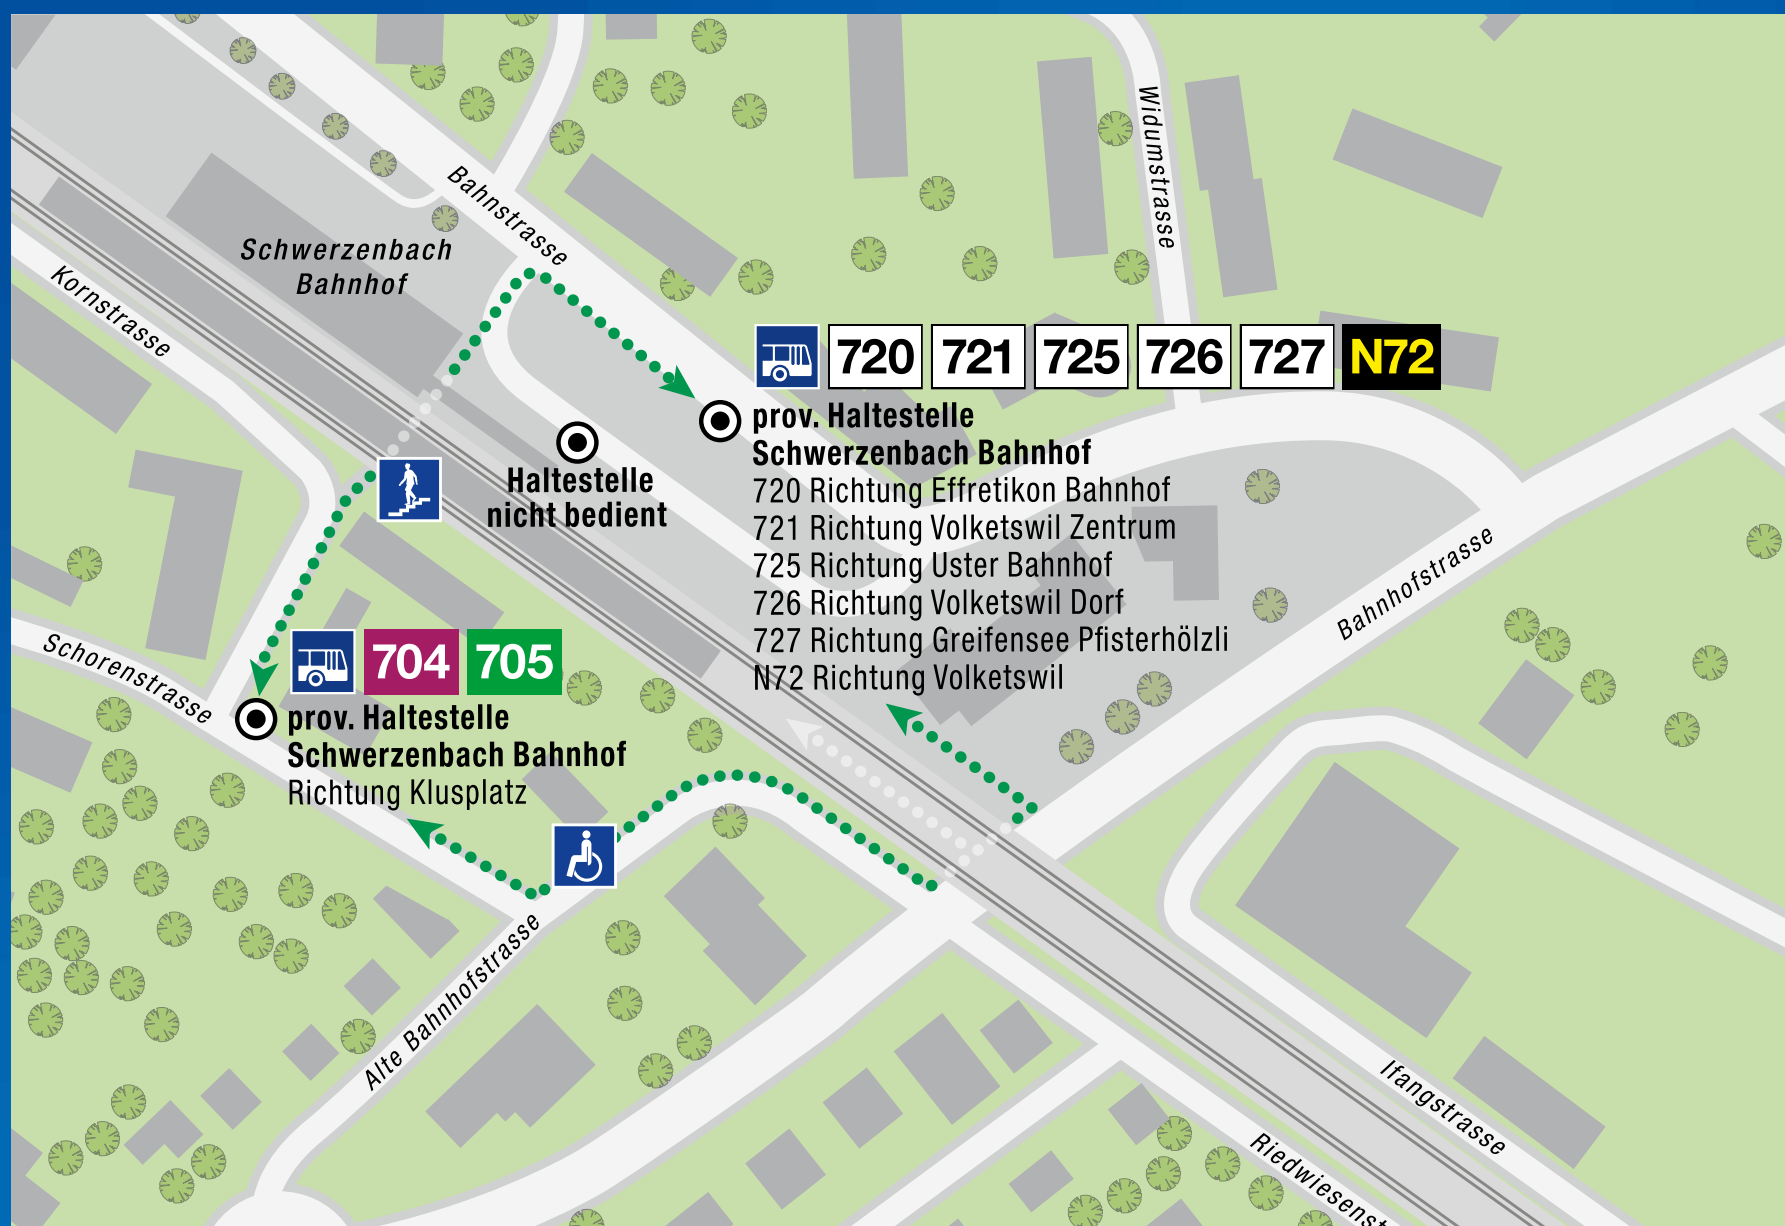 Widumstrasse
Bahnstrasse
Schwerzenbach
Bahnhof
Kornstrasse
720 721 725 726 727 N72
prov. Haltestelle
Schwerzenbach Bahnhof
720 Richtung Effretikon Bahnhof
721 Richtung Volketswil Zentrum
725 Richtung Uster Bahnhof
726 Richtung Volketswil Dorf
727 Richtung Greifensee Pfisterhölzli
N72 Richtung Volketswil
Haltestelle
nicht bedient
Bahnhofstrasse
Schorenstrasse
704 705
prov. Haltestelle
Schwerzenbach Bahnhof
Richtung Klusplatz
Alte Bahnhofstrasse
Ifangstrasse
Riedwiesenst